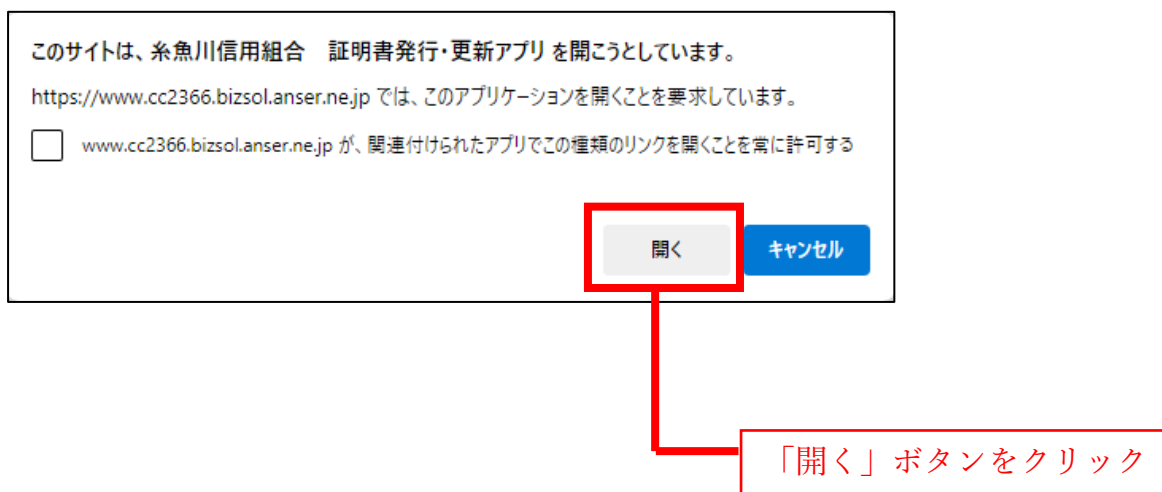 このサイトは、糸魚川信用組合　証明書発行・更新アプリ を開こうとしています。
https://www.cc2366.bizsol.anser.ne.jp では、このアプリケーションを開くことを要求しています。
www.cc2366.bizsol.anser.ne.jp が、関連付けられたアプリでこの種類のリンクを開くことを常に許可する
開く
キャンセル
「開く」ボタンをクリック